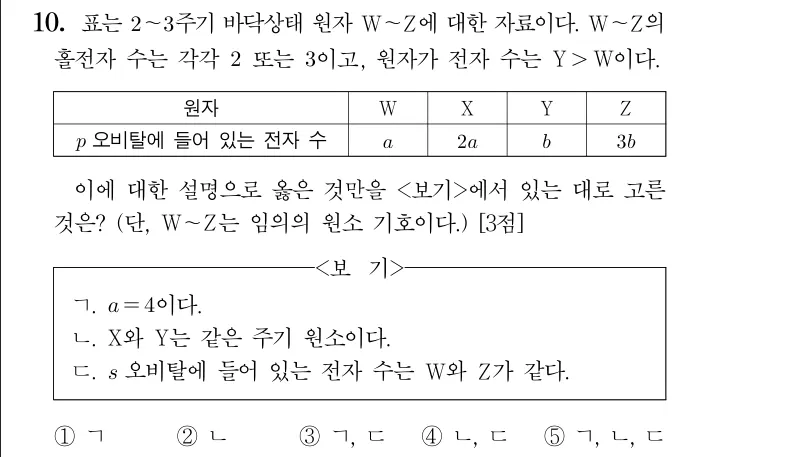 10. 표는 2~3주기 바닥상태 원자 W~Z에 대한 자료이다. W~Z의
홀전자 수는 각각 2 또는 3이고, 원자가 전자 수는 Y>W이다.
원자 W X Y Z
p 오비탈에 들어 있는 전자 수 a 2a b 3b
이에 대한 설명으로 옳은 것만을 <보기>에서 있는 대로 고른
것은? (단, W~Z는 임의의 원소 기호이다.) [3점]
<보 기>
ㄱ. a=4이다.
ㄴ. X와 Y는 같은 주기 원소이다.
ㄷ. s 오비탈에 들어 있는 전자 수는 W와 Z가 같다.
① ㄱ ② ㄴ ③ ㄱ, ㄷ ④ ㄴ, ㄷ ⑤ ㄱ, ㄴ, ㄷ